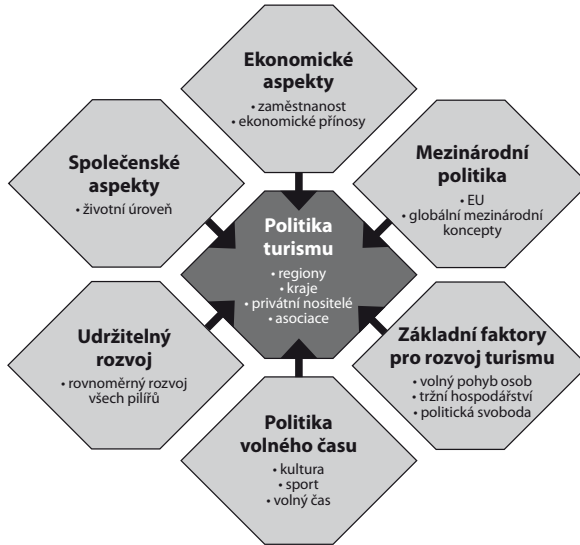 Ekonomické
aspekty
• zaměstnanost
• ekonomické přínosy
Společenské
aspekty
• životní úroveň
Mezinárodní
politika
• EU
• globální mezinárodní
koncepty
Politika
turismu
• regiony
• kraje
• privátní nositelé
• asociace
Udržitelný
rozvoj
• rovnoměrný rozvoj
všech pilířů
Základní faktory
pro rozvoj turismu
• volný pohyb osob
• tržní hospodářství
• politická svoboda
Politika
volného času
• kultura
• sport
• volný čas